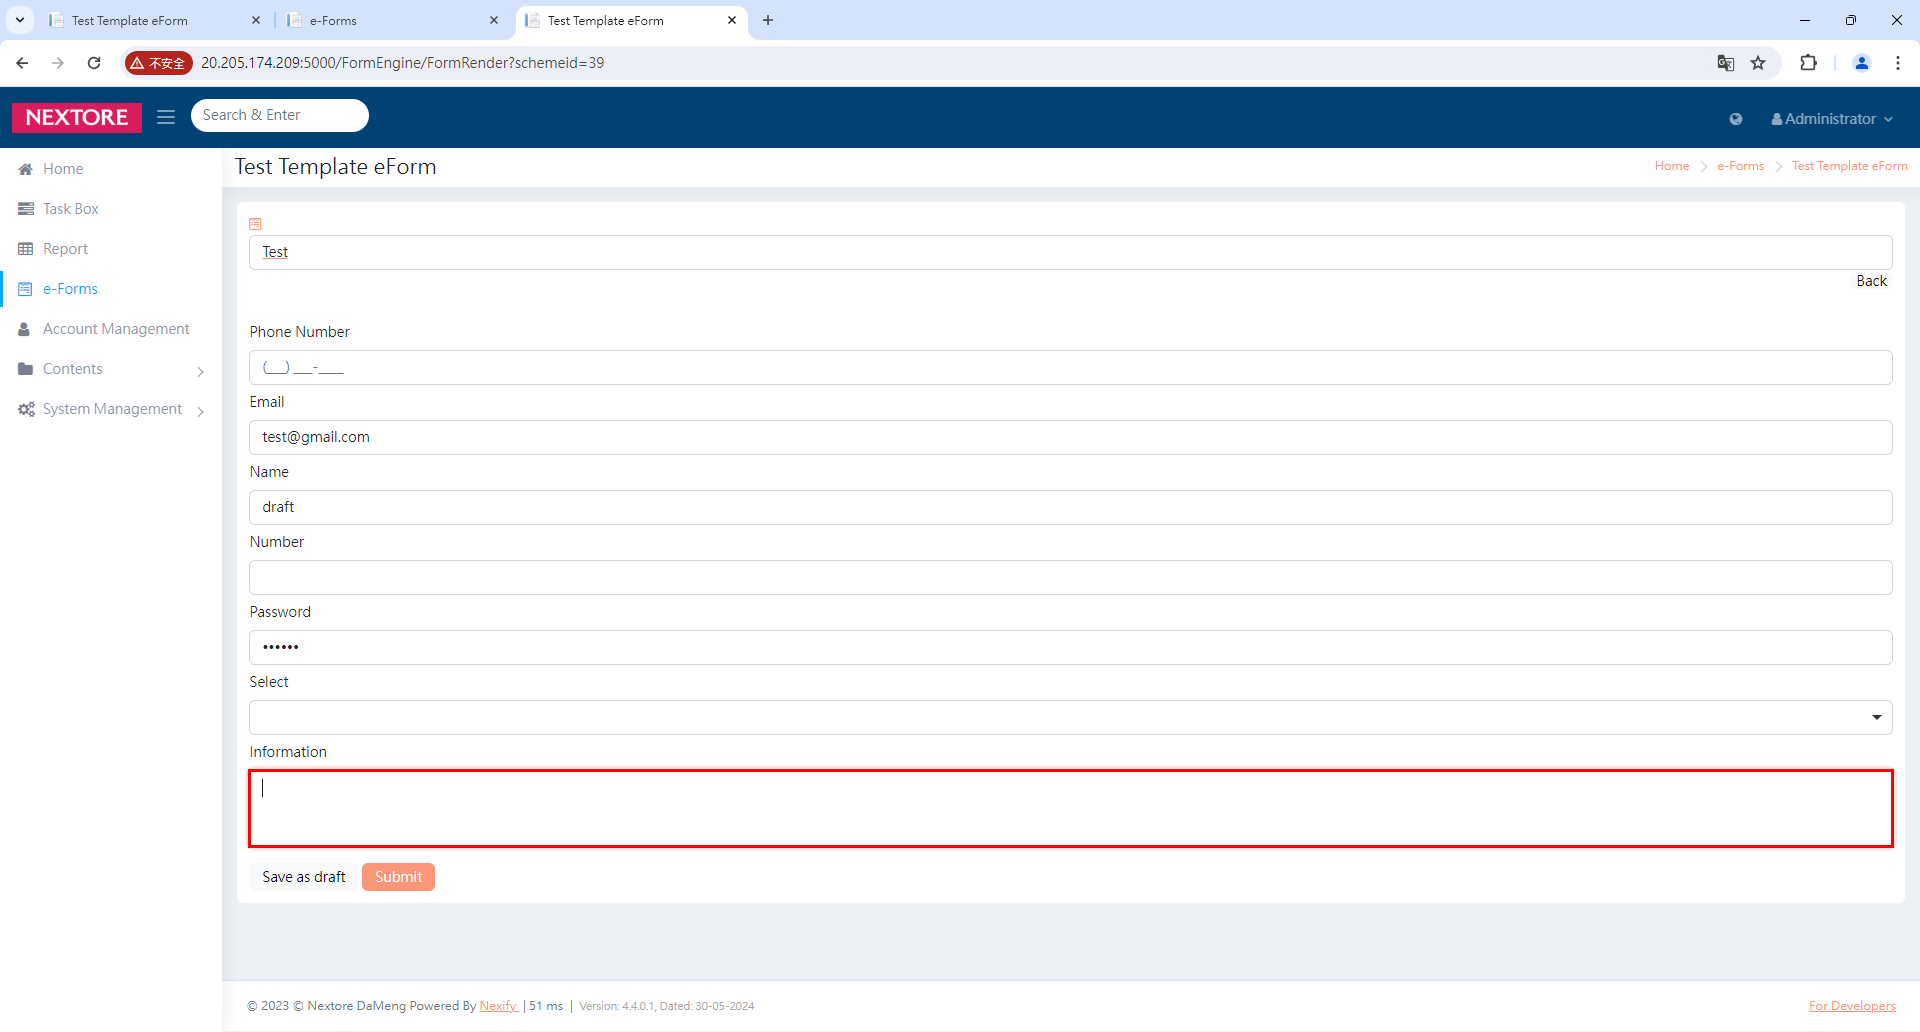 Test Template eForm
e-Forms
Test Template eForm
不安全
20.205.174.209:5000/FormEngine/FormRender?schemeid=39
NEXTORE
Search & Enter
Administrator
Home
Task Box
Report
e-Forms
Account Management
Contents
System Management
Test Template eForm
Home
e-Forms
Test Template eForm
Test
Back
Phone Number
(___) ___-____
Email
test@gmail.com
Name
draft
Number
Password
••••••
Select
Information
Save as draft
Submit
© 2023 © Nextore DaMeng Powered By Nexify | 51 ms | Version: 4.4.0.1, Dated: 30-05-2024
For Developers